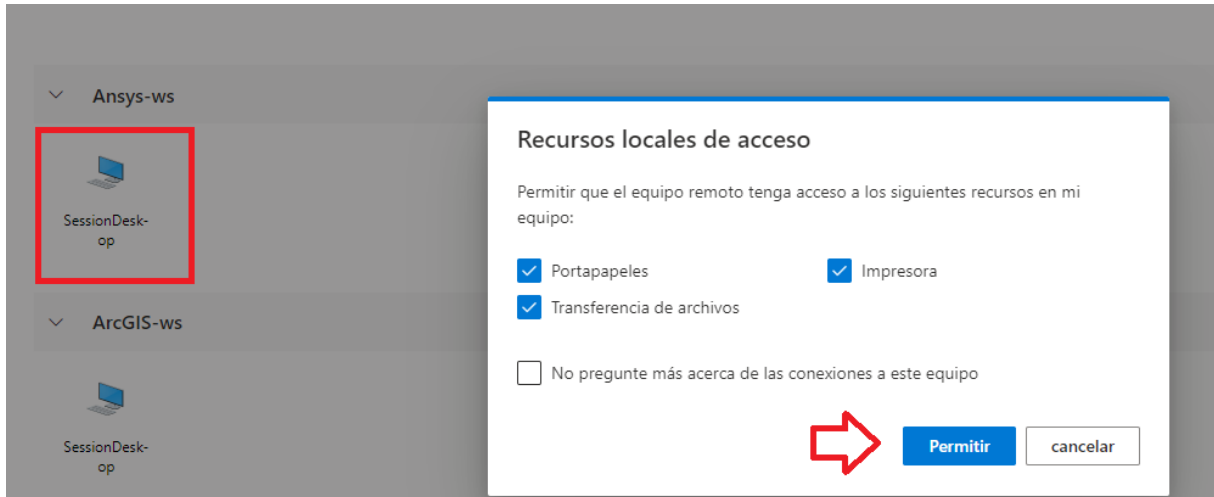 Ansys-ws
SessionDesk-
op
ArcGIS-ws
SessionDesk-
op
Recursos locales de acceso
Permitir que el equipo remoto tenga acceso a los siguientes recursos en mi
equipo:
Portapapeles
Impresora
Transferencia de archivos
No pregunte más acerca de las conexiones a este equipo
Permitir
cancelar